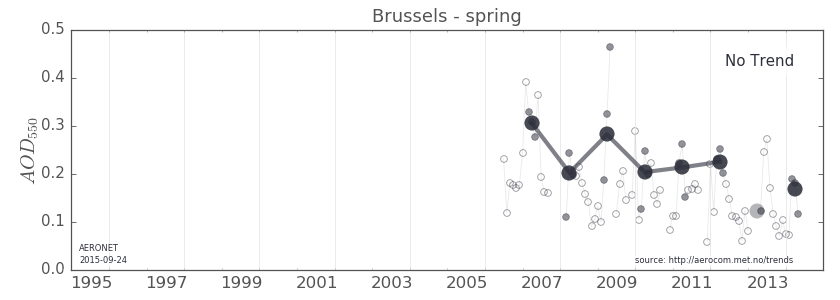 Brussels - spring
0.5
No Trend
0.4
0.3
AOD550
0.2
0.1
AERONET
2015-09-24
source: http://aerocom.met.no/trends
0.0
1995 1997 1999 2001 2003 2005 2007 2009 2011 2013